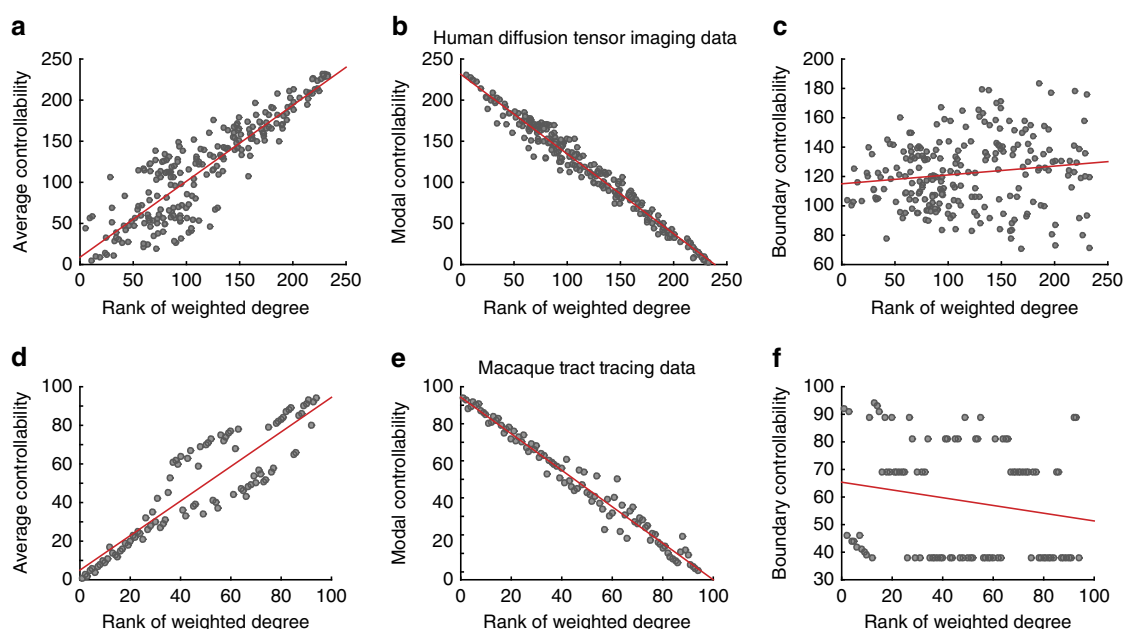 a
b
Human diffusion tensor imaging data
c
250
200
150
100
50
0
Average controllability
0 50 100 150 200 250
Rank of weighted degree
250
200
150
100
50
0
Modal controllability
0 50 100 150 200 250
Rank of weighted degree
200
180
160
140
120
100
80
60
Boundary controllability
0 50 100 150 200 250
Rank of weighted degree
d
e
Macaque tract tracing data
f
100
80
60
40
20
0
Average controllability
0 20 40 60 80 100
Rank of weighted degree
100
80
60
40
20
0
Modal controllability
0 20 40 60 80 100
Rank of weighted degree
100
90
80
70
60
50
40
30
Boundary controllability
0 20 40 60 80 100
Rank of weighted degree